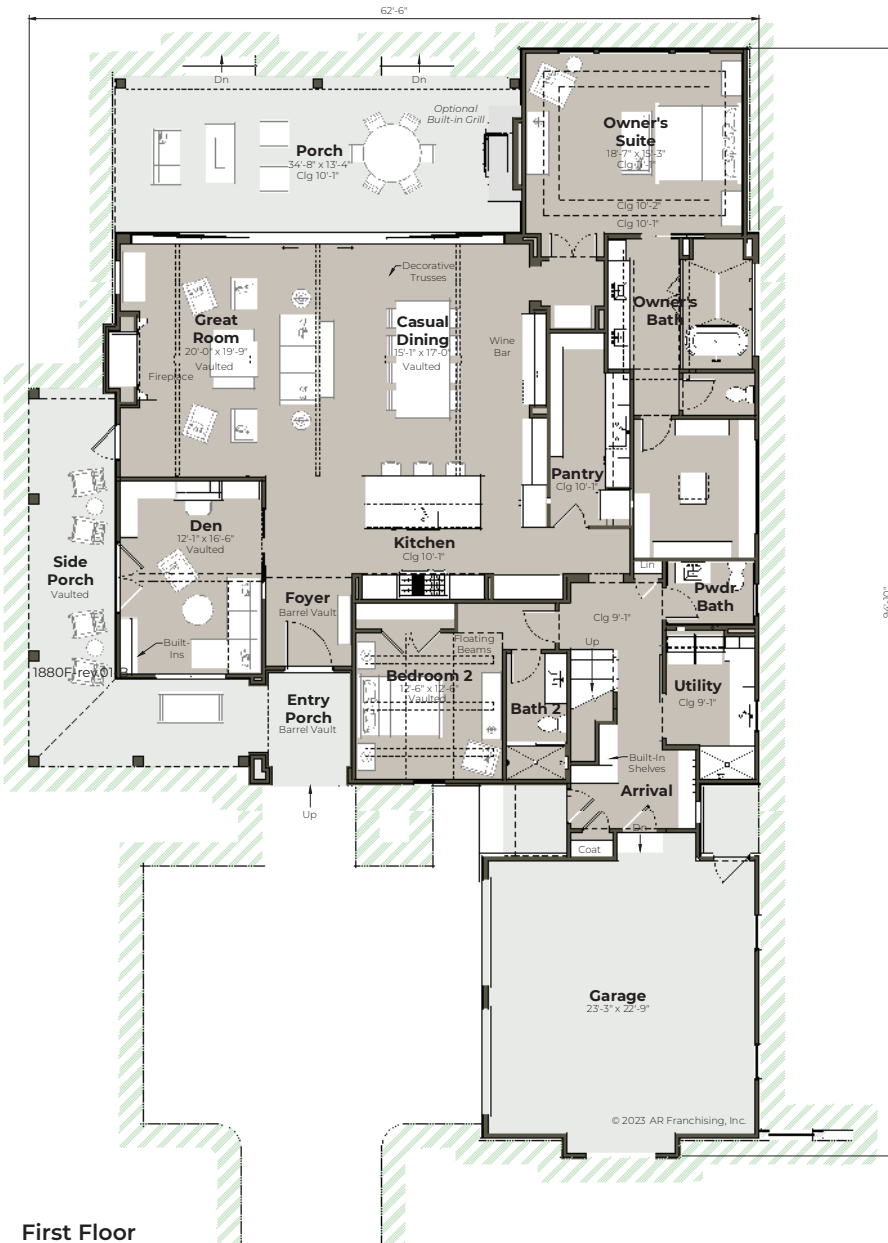 62'-6"
Dn
Dn
Optional
Built-in Grill
Porch
34'-8" x 13'-4"
Clg 10'-1"
Owner's
Suite
18'-7" x 15'-3"
Clg 11'-1"
Clg 10'-2"
Clg 10'-1"
Decorative
Trusses
Great
Room
20'-0" x 19'-9"
Vaulted
Fireplace
Casual
Dining
15'-1" x 17'-0"
Vaulted
Wine
Bar
Owner's
Bath
Pantry
Clg 10'-1"
Den
12'-1" x 16'-6"
Vaulted
Kitchen
Clg 10'-1"
Side
Porch
Vaulted
Foyer
Barrel Vault
Lin
Pwdr
Bath
Clg 9'-1"
Up
Floating
Beams
Built-
Ins
1880F-rev.01
Bedroom 2
12'-6" x 12'-6"
Vaulted
Bath 2
Utility
Clg 9'-1"
Entry
Porch
Barrel Vault
Built-In
Shelves
Arrival
Up
Dn
Coat
Garage
23'-3" x 22'-9"
© 2023 AR Franchising, Inc.
First Floor